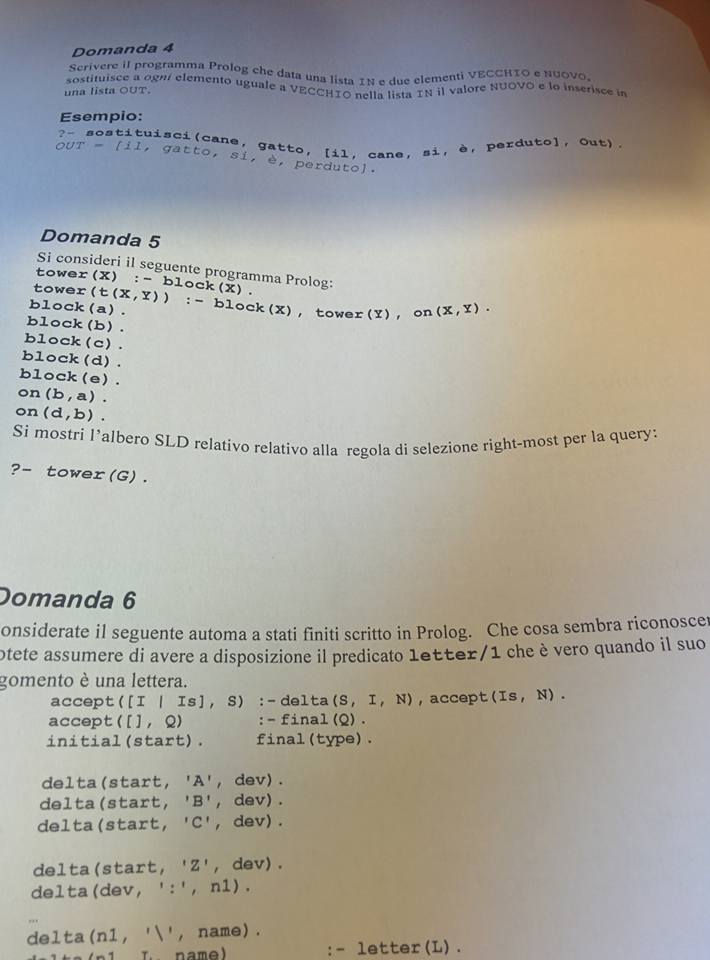 Domanda 4
Scrivere il programma Prolog che data una lista IN e due elementi VECCHIO e NUOVO,
sostituisce a ogni elemento uguale a VECCHIO nella lista IN il valore NUOVO e lo inserisce in
una lista OUT.
Esempio:
?- sostituisci(cane, gatto, [il, cane, si, è, perduto], Out).
OUT = [il, gatto, si, è, perduto].
Domanda 5
Si consideri il seguente programma Prolog:
tower(X) :- block(X).
tower(t(X,Y)) :- block(X), tower(Y), on(X,Y).
block(a).
block(b).
block(c).
block(d).
block(e).
on(b,a).
on(d,b).
Si mostri l'albero SLD relativo relativo alla regola di selezione right-most per la query:
?- tower(G).
Domanda 6
onsiderate il seguente automa a stati finiti scritto in Prolog. Che cosa sembra riconoscer
otete assumere di avere a disposizione il predicato letter/1 che è vero quando il suo
gomento è una lettera.
accept([I | Is], S) :- delta(S, I, N), accept(Is, N).
accept([], Q) :- final(Q).
initial(start). final(type).
delta(start, 'A', dev).
delta(start, 'B', dev).
delta(start, 'C', dev).
delta(start, 'Z', dev).
delta(dev, ':', n1).
...
delta(n1, '\', name).
name) :- letter(L).